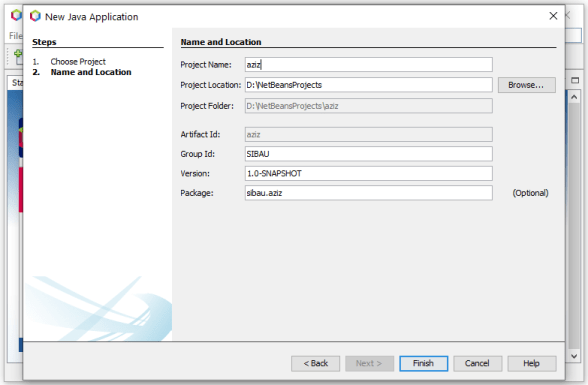 New Java Application
File
Sta
Steps
1. Choose Project
2. Name and Location
Name and Location
Project Name: aziz
Project Location: D:\NetBeansProjects Browse...
Project Folder: D:\NetBeansProjects\aziz
Artifact Id: aziz
Group Id: SIBAU
Version: 1.0-SNAPSHOT
Package: sibau.aziz (Optional)
< Back Next > Finish Cancel Help